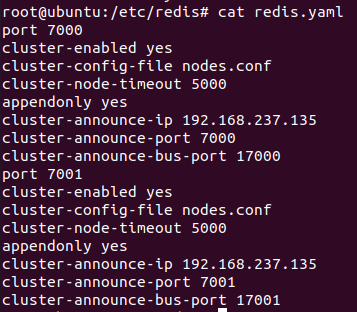 root@ubuntu:/etc/redis# cat redis.yaml
port 7000
cluster-enabled yes
cluster-config-file nodes.conf
cluster-node-timeout 5000
appendonly yes
cluster-announce-ip 192.168.237.135
cluster-announce-port 7000
cluster-announce-bus-port 17000
port 7001
cluster-enabled yes
cluster-config-file nodes.conf
cluster-node-timeout 5000
appendonly yes
cluster-announce-ip 192.168.237.135
cluster-announce-port 7001
cluster-announce-bus-port 17001